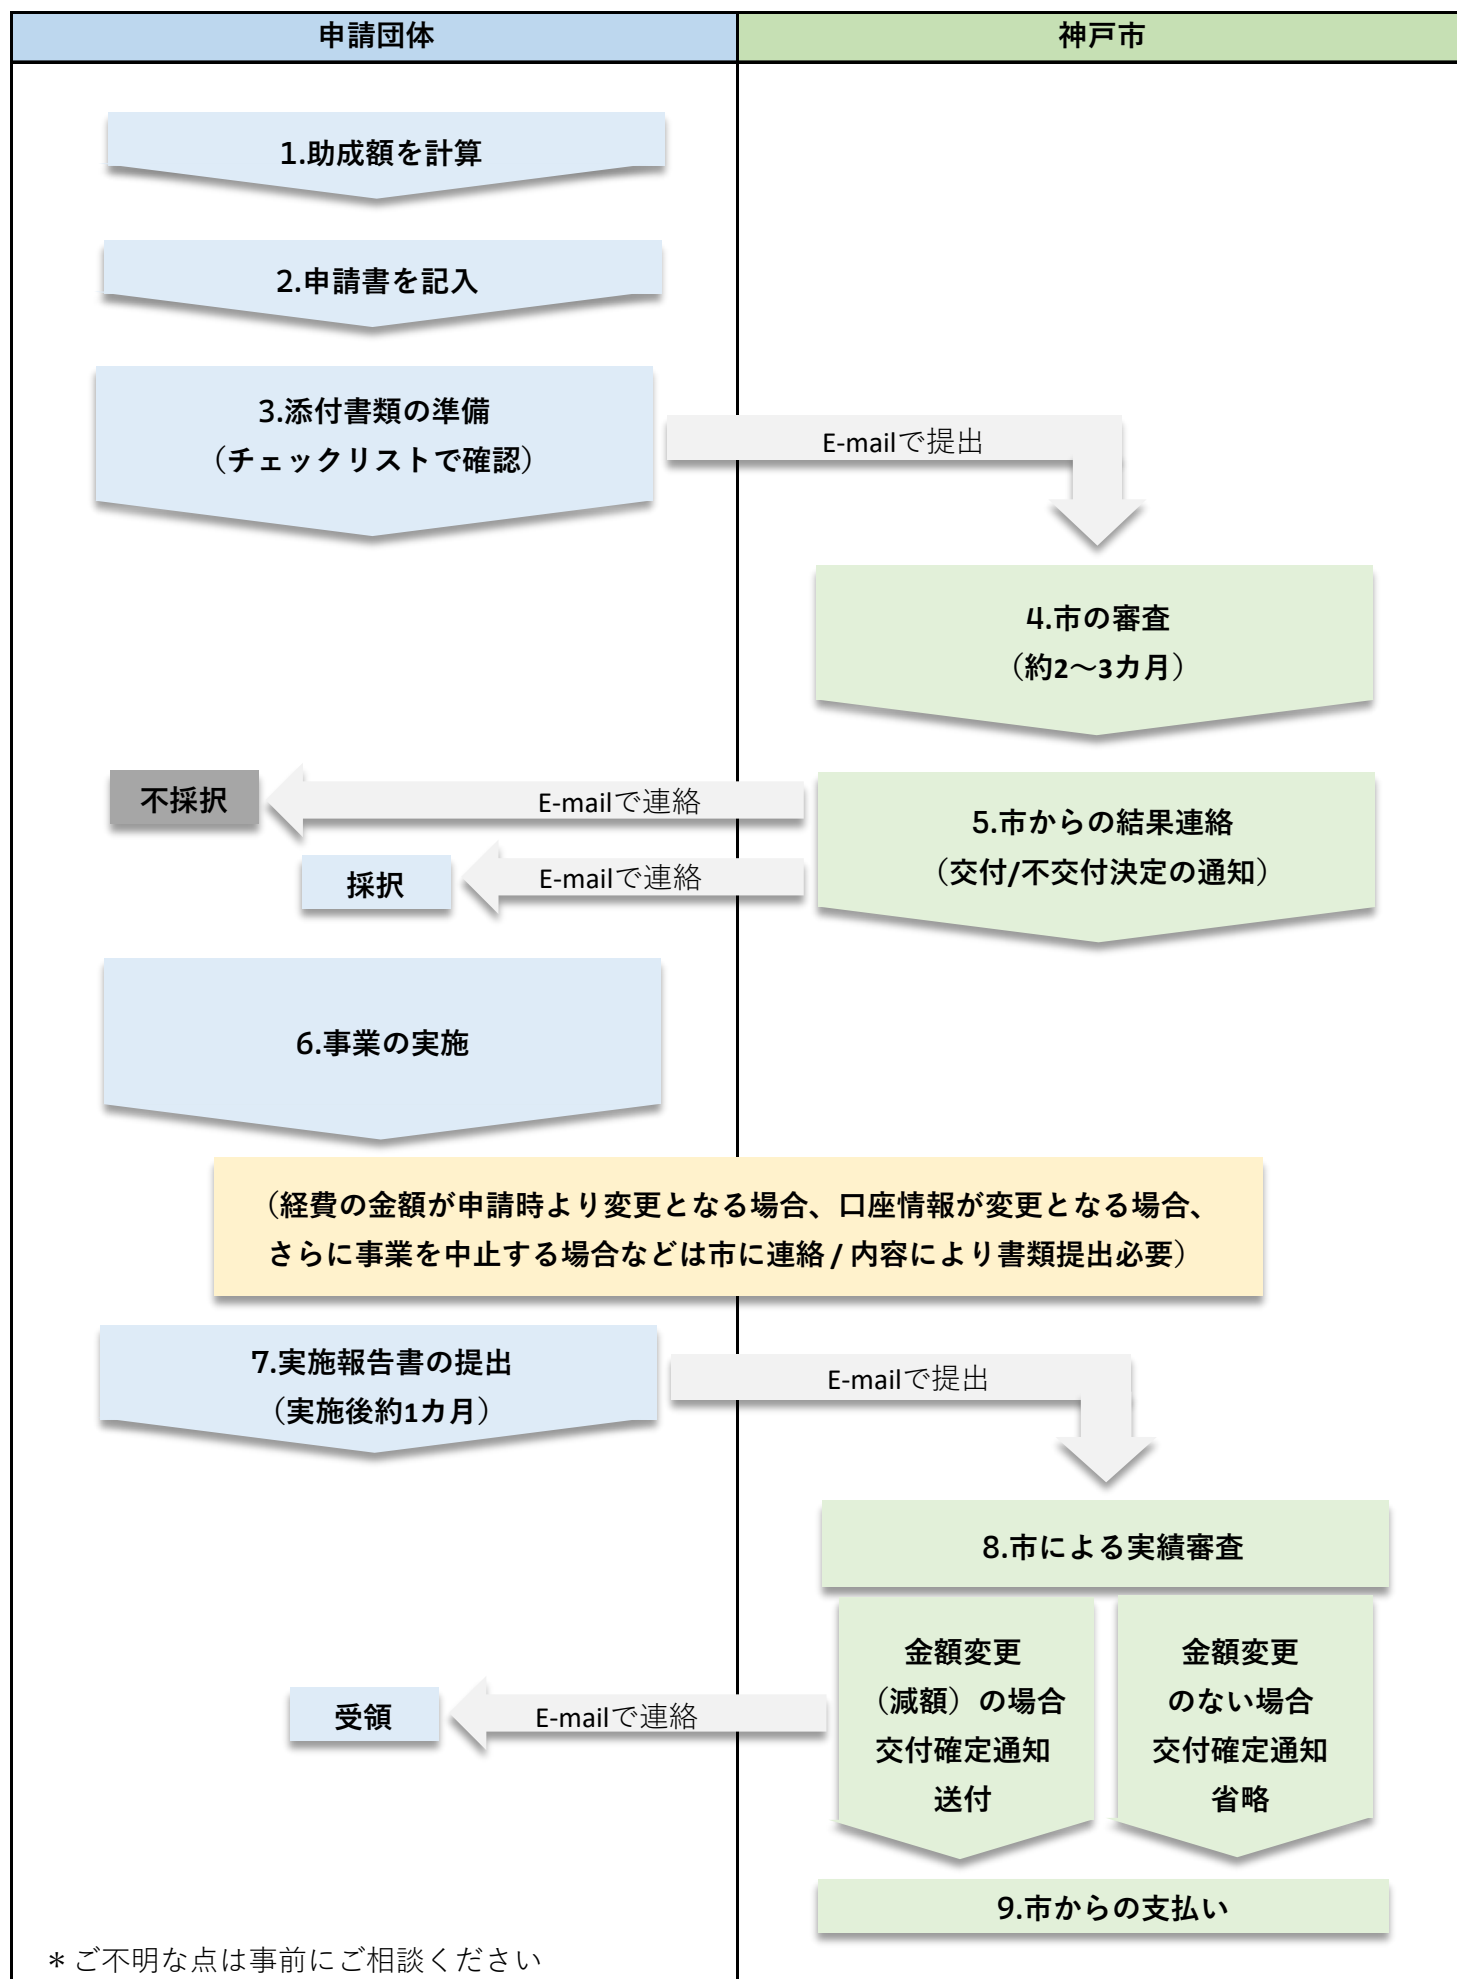 申請団体
神戸市
1.助成額を計算
2.申請書を記入
3.添付書類の準備
（チェックリストで確認）
E-mailで提出
4.市の審査
（約2～3カ月）
不採択
E-mailで連絡
5.市からの結果連絡
（交付/不交付決定の通知）
採択
E-mailで連絡
6.事業の実施
（経費の金額が申請時より変更となる場合、口座情報が変更となる場合、
さらに事業を中止する場合などは市に連絡 / 内容により書類提出必要）
7.実施報告書の提出
（実施後約1カ月）
E-mailで提出
8.市による実績審査
金額変更
（減額）の場合
交付確定通知
送付
金額変更
のない場合
交付確定通知
省略
受領
E-mailで連絡
9.市からの支払い
＊ご不明な点は事前にご相談ください